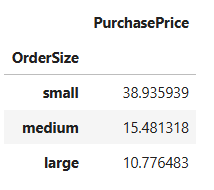 PurchasePrice
OrderSize
small 38.935939
medium 15.481318
large 10.776483